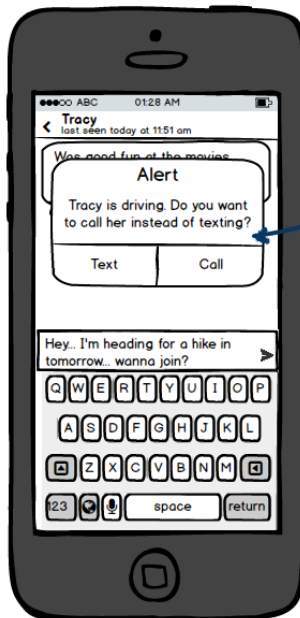 ABC 01:28 AM
Tracy
last seen today at 11:51 am
Was good fun at the movies
Alert
Tracy is driving. Do you want
to call her instead of texting?
Text Call
Hey... I'm heading for a hike in
tomorrow... wanna join?
Q W E R T Y U I O P
A S D F G H J K L
Z X C V B N M
123 space return